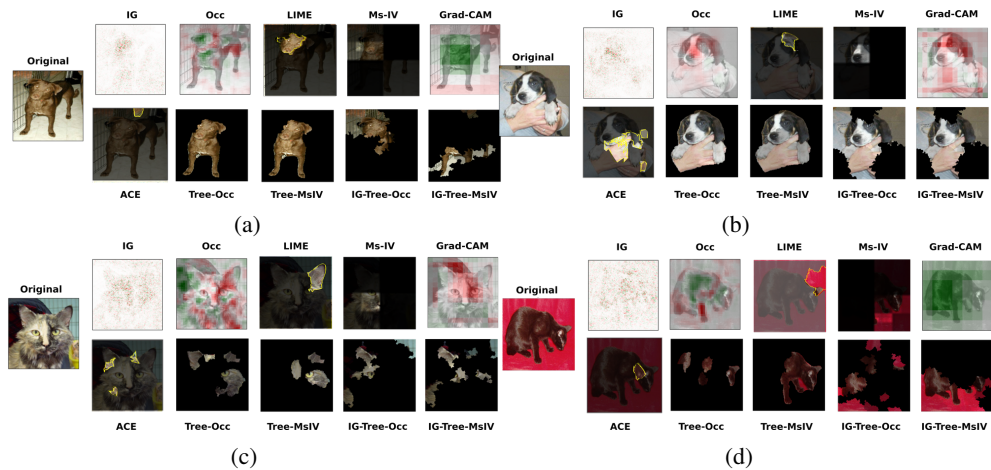 IG Occ LIME Ms-IV Grad-CAM
Original
ACE Tree-Occ Tree-MsIV IG-Tree-Occ IG-Tree-MsIV
(a)
IG Occ LIME Ms-IV Grad-CAM
Original
ACE Tree-Occ Tree-MsIV IG-Tree-Occ IG-Tree-MsIV
(b)
IG Occ LIME Ms-IV Grad-CAM
Original
ACE Tree-Occ Tree-MsIV IG-Tree-Occ IG-Tree-MsIV
(c)
IG Occ LIME Ms-IV Grad-CAM
Original
ACE Tree-Occ Tree-MsIV IG-Tree-Occ IG-Tree-MsIV
(d)